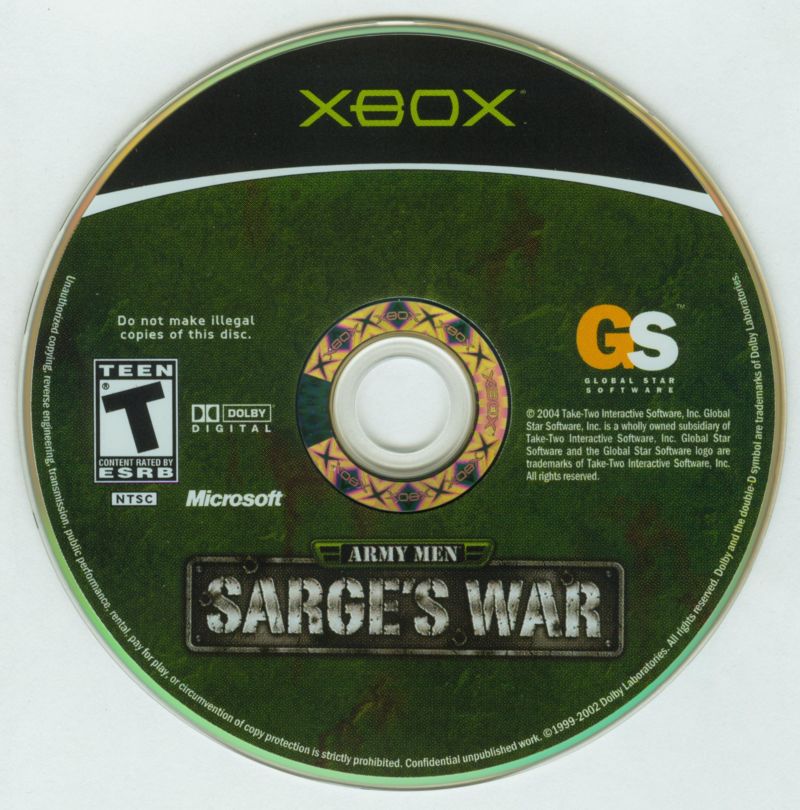 XBOX™
Do not make illegal
copies of this disc.
TEEN
T
®
CONTENT RATED BY
ESRB
DOLBY
DIGITAL
NTSC
Microsoft
GS™
GLOBAL STAR
SOFTWARE
© 2004 Take-Two Interactive Software, Inc. Global
Star Software, Inc. is a wholly owned subsidiary of
Take-Two Interactive Software, Inc. Global Star
Software and the Global Star Software logo are
trademarks of Take-Two Interactive Software, Inc.
All rights reserved.
XBOX
XBOX
XBOX
ARMY MEN
SARGE'S WAR
Unauthorized copying, reverse engineering, transmission, public performance, rental, pay for play, or circumvention of copy protection is strictly prohibited. Confidential unpublished work. ©1999-2002 Dolby Laboratories. All rights reserved. Dolby and the double-D symbol are trademarks of Dolby Laboratories.